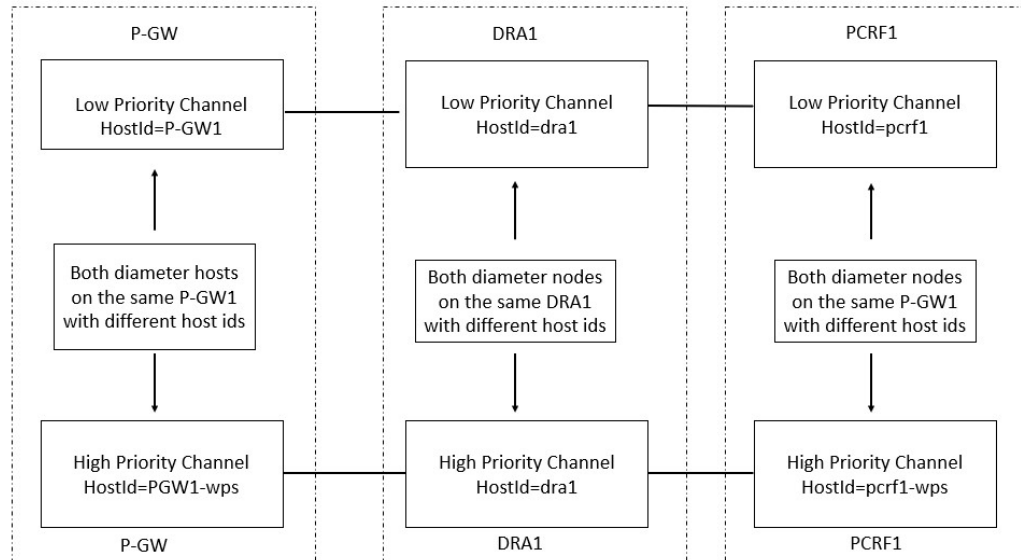 P-GW
DRA1
PCRF1
Low Priority Channel
HostId=P-GW1
Low Priority Channel
HostId=dra1
Low Priority Channel
HostId=pcrf1
Both diameter hosts
on the same P-GW1
with different host ids
Both diameter nodes
on the same DRA1
with different host ids
Both diameter nodes
on the same P-GW1
with different host ids
High Priority Channel
HostId=PGW1-wps
High Priority Channel
HostId=dra1
High Priority Channel
HostId=pcrf1-wps
P-GW
DRA1
PCRF1